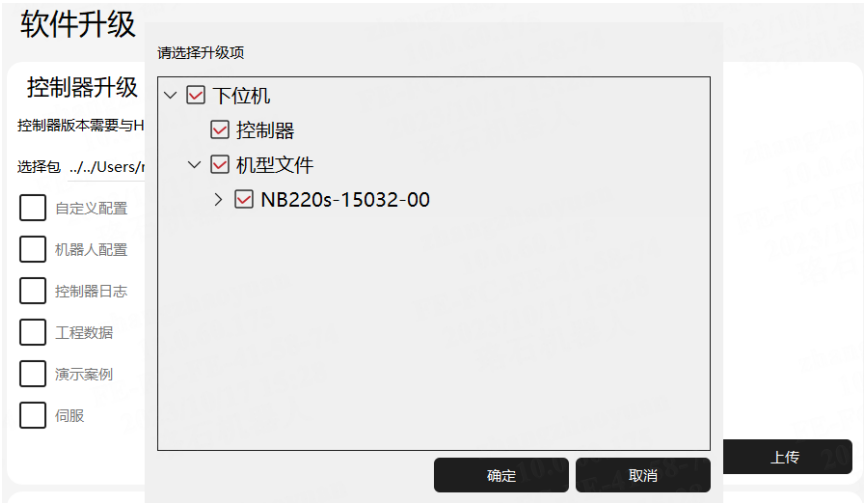 软件升级
请选择升级项
控制器升级
控制器版本需要与H
选择包 ../../Users/r
自定义配置
机器人配置
控制器日志
工程数据
演示案例
伺服
下位机
控制器
机型文件
NB220s-15032-00
确定
取消
上传